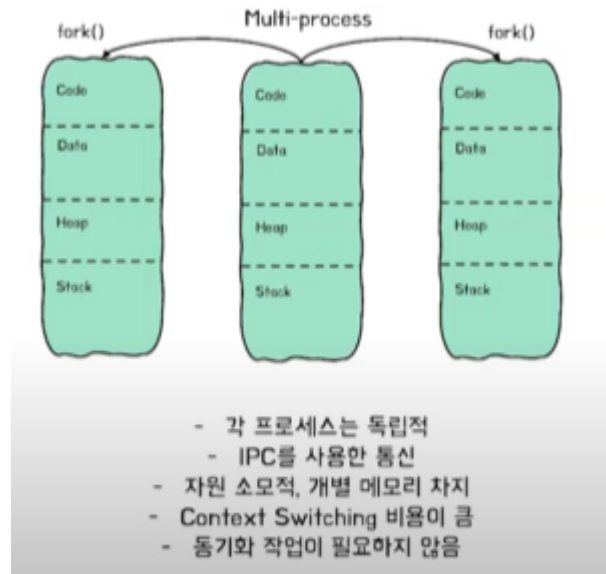 Multi-process
fork()
fork()
Code
Data
Heap
Stack
Code
Data
Heap
Stack
Code
Data
Heap
Stack
- 각 프로세스는 독립적
- IPC를 사용한 통신
- 자원 소모적, 개별 메모리 차지
- Context Switching 비용이 큼
- 동기화 작업이 필요하지 않음